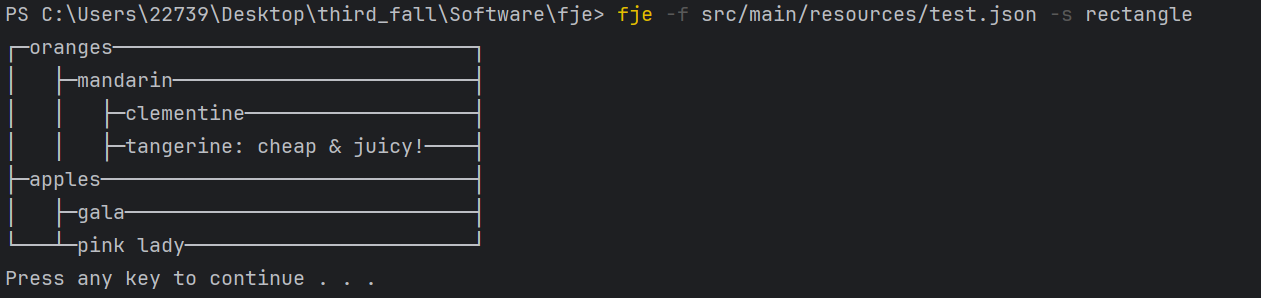 PS C:\Users\22739\Desktop\third_fall\Software\fje> fje -f src/main/resources/test.json -s rectangle
┌─oranges──────────────────────────────┐
│   ├─mandarin─────────────────────────┤
│   │   ├─clementine───────────────────┤
│   │   ├─tangerine: cheap & juicy!────┤
├─apples───────────────────────────────┤
│   ├─gala─────────────────────────────┤
└───┴─pink lady────────────────────────┘
Press any key to continue . . .